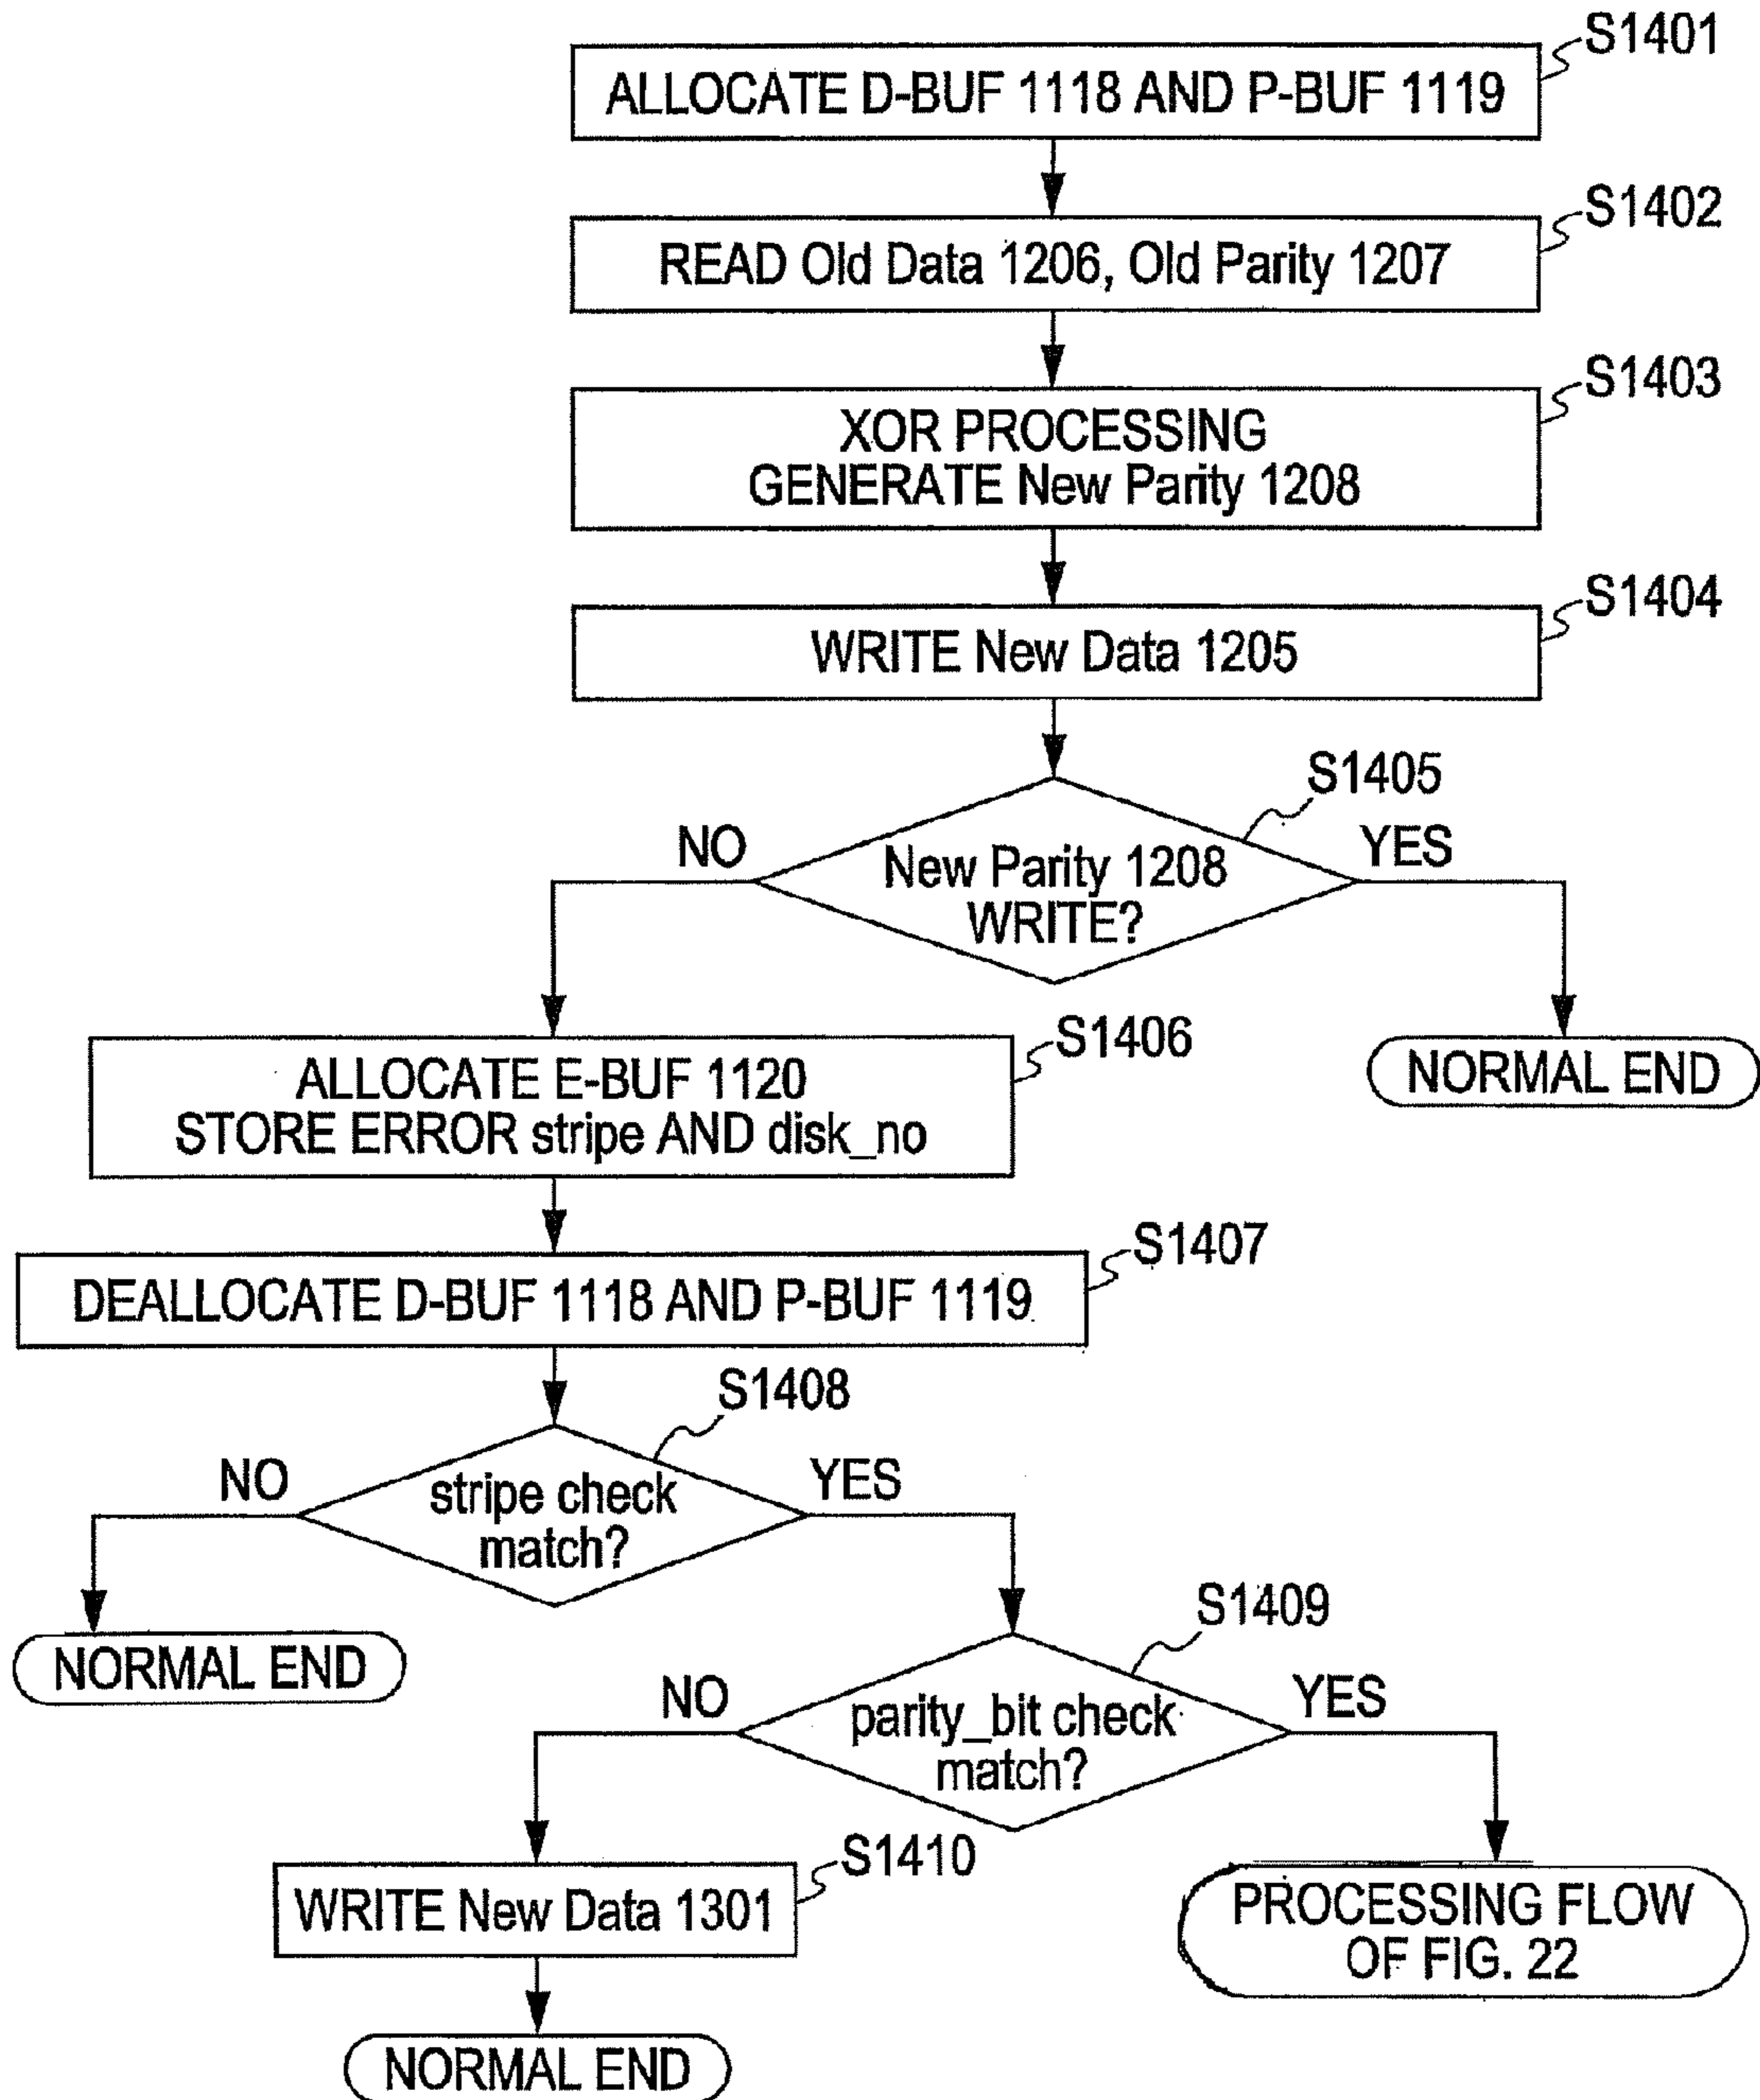 S1401
ALLOCATE D-BUF 1118 AND P-BUF 1119
S1402
READ Old Data 1206, Old Parity 1207
S1403
XOR PROCESSING
GENERATE New Parity 1208
S1404
WRITE New Data 1205
S1405
NO
YES
New Parity 1208
WRITE?
S1406
ALLOCATE E-BUF 1120
STORE ERROR stripe AND disk_no
NORMAL END
S1407
DEALLOCATE D-BUF 1118 AND P-BUF 1119
S1408
NO
YES
stripe check
match?
NORMAL END
S1409
NO
YES
parity_bit check
match?
S1410
WRITE New Data 1301
PROCESSING FLOW
OF FIG. 22
NORMAL END